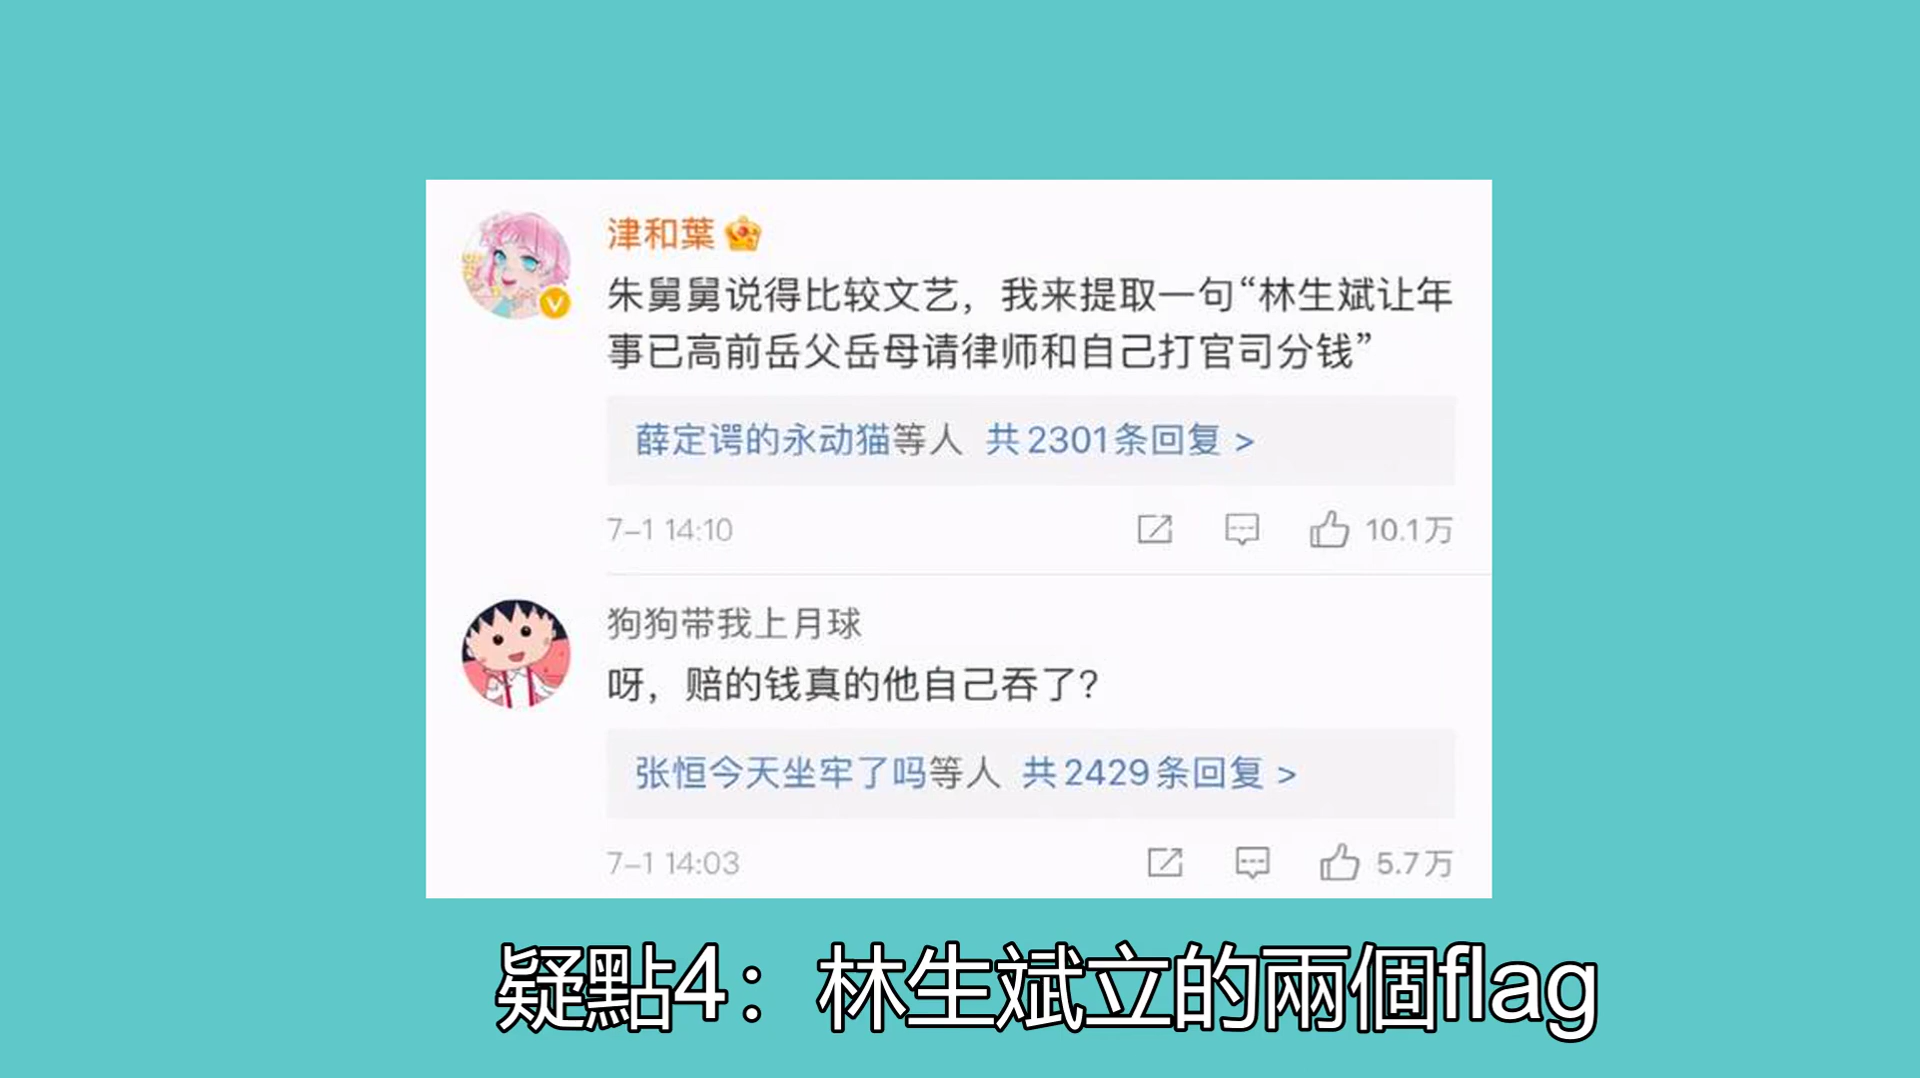 津和葉
朱舅舅说得比较文艺，我来提取一句“林生斌让年
事已高前岳父岳母请律师和自己打官司分钱”
薛定谔的永动猫等人 共2301条回复 >
7-1 14:10
10.1万
狗狗带我上月球
呀，赔的钱真的他自己吞了？
张恒今天坐牢了吗等人 共2429条回复 >
7-1 14:03
5.7万
疑點4：林生斌立的兩個flag